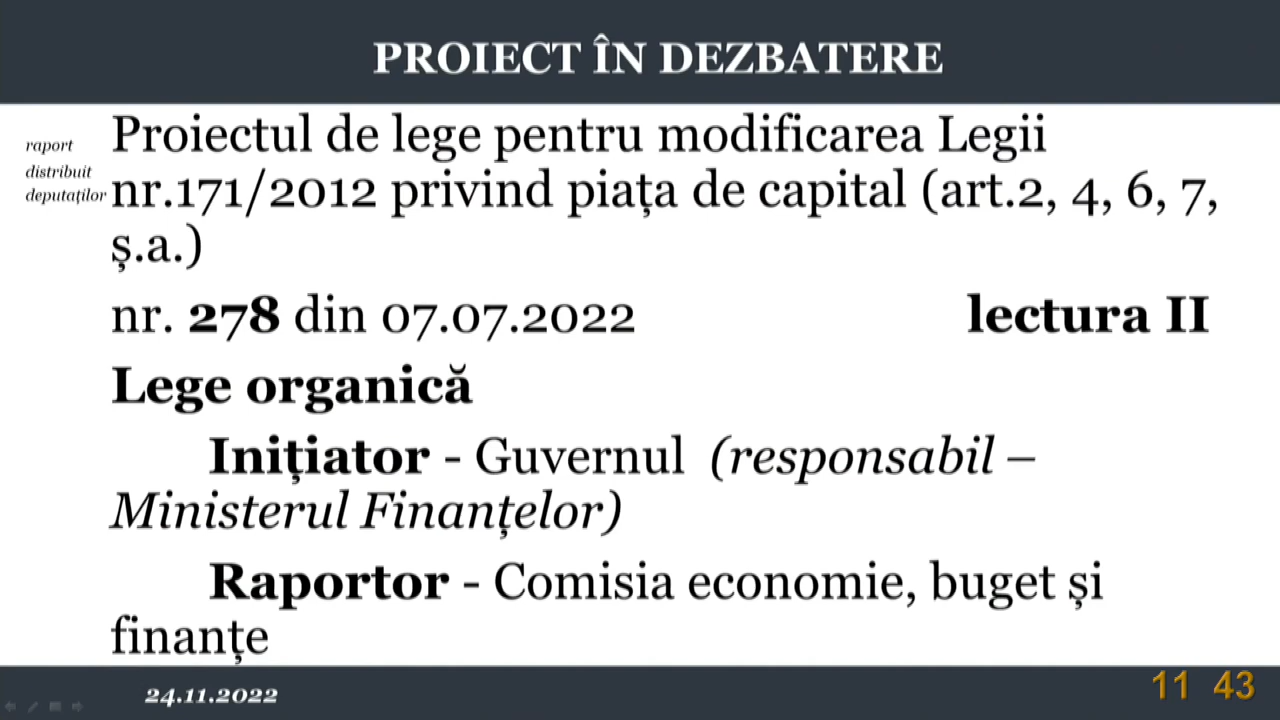 PROIECT ÎN DEZBATERE
raport
distribuit
deputaților
Proiectul de lege pentru modificarea Legii
nr.171/2012 privind piața de capital (art.2, 4, 6, 7,
ș.a.)
nr. 278 din 07.07.2022 lectura II
Lege organică
Inițiator - Guvernul (responsabil –
Ministerul Finanțelor)
Raportor - Comisia economie, buget și
finanțe
24.11.2022
11 43